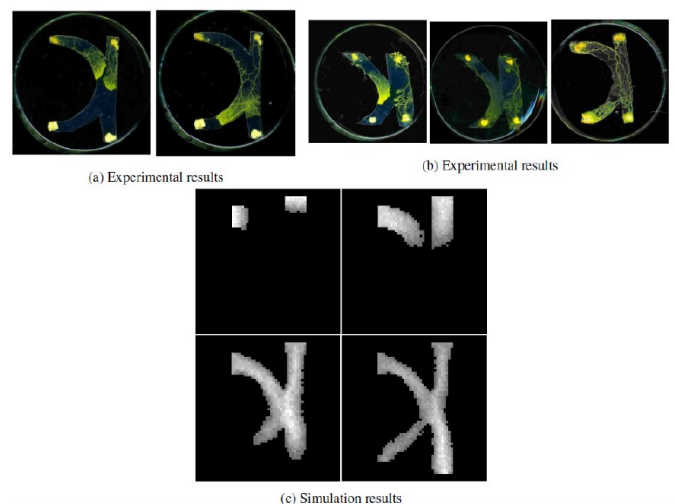 (a) Experimental results
(b) Experimental results
(c) Simulation results